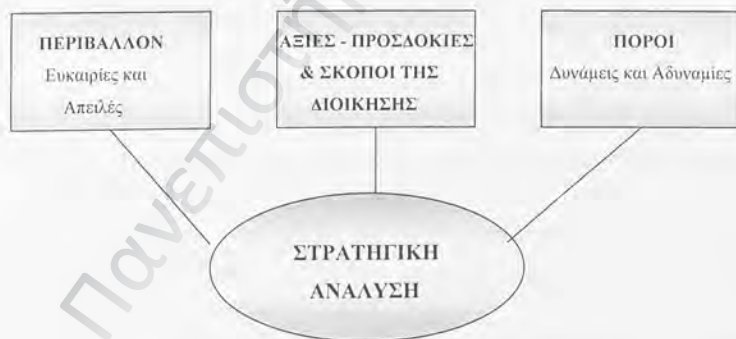 ΠΕΡΙΒΑΛΛΟΝ
Ευκαιρίες και
Απειλές
ΑΞΙΕΣ - ΠΡΟΣΔΟΚΙΕΣ
& ΣΚΟΠΟΙ ΤΗΣ
ΔΙΟΙΚΗΣΗΣ
ΠΟΡΟΙ
Δυνάμεις και Αδυναμίες
ΣΤΡΑΤΗΓΙΚΗ
ΑΝΑΛΥΣΗ